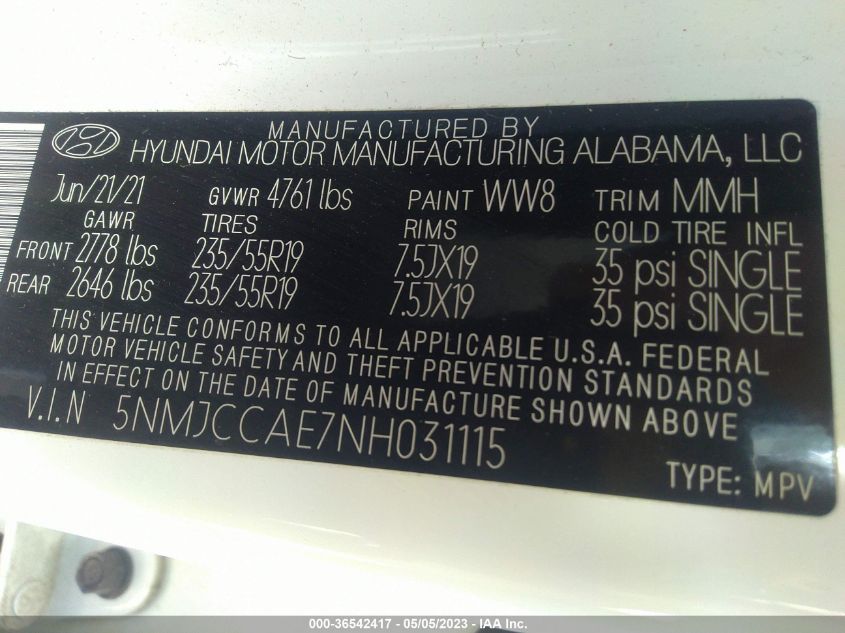 MANUFACTURED BY
HYUNDAI MOTOR MANUFACTURING ALABAMA, LLC
Jun/21/21 GVWR 4761 lbs PAINT WW8 TRIM MMH
GAWR TIRES RIMS COLD TIRE INFL
FRONT 2778 lbs 235/55R19 7.5JX19 35 psi SINGLE
REAR 2646 lbs 235/55R19 7.5JX19 35 psi SINGLE
THIS VEHICLE CONFORMS TO ALL APPLICABLE U.S.A. FEDERAL
MOTOR VEHICLE SAFETY AND THEFT PREVENTION STANDARDS
IN EFFECT ON THE DATE OF MANUFACTURE SHOWN ABOVE.
V.I.N 5NMJCCAE7NH031115
TYPE: MPV
000-36542417 - 05/05/2023 - IAA Inc.